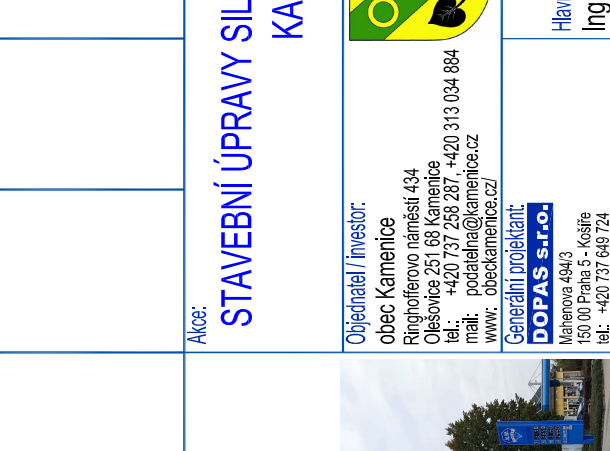 Akce:
STAVEBNÍ ÚPRAVY SIL
KA
Objednatel / investor:
obec Kamenice
Ringhofferovo náměstí 434
Olešovice 251 68 Kamenice
tel.: +420 737 258 287, +420 313 034 884
mail: podatelna@kamenice.cz
www: obeckamenice.cz/
Generální projektant:
DOPAS s.r.o.
Mahenova 494/3
150 00 Praha 5 - Košíře
tel.: +420 737 649 724
Hlav
Ing